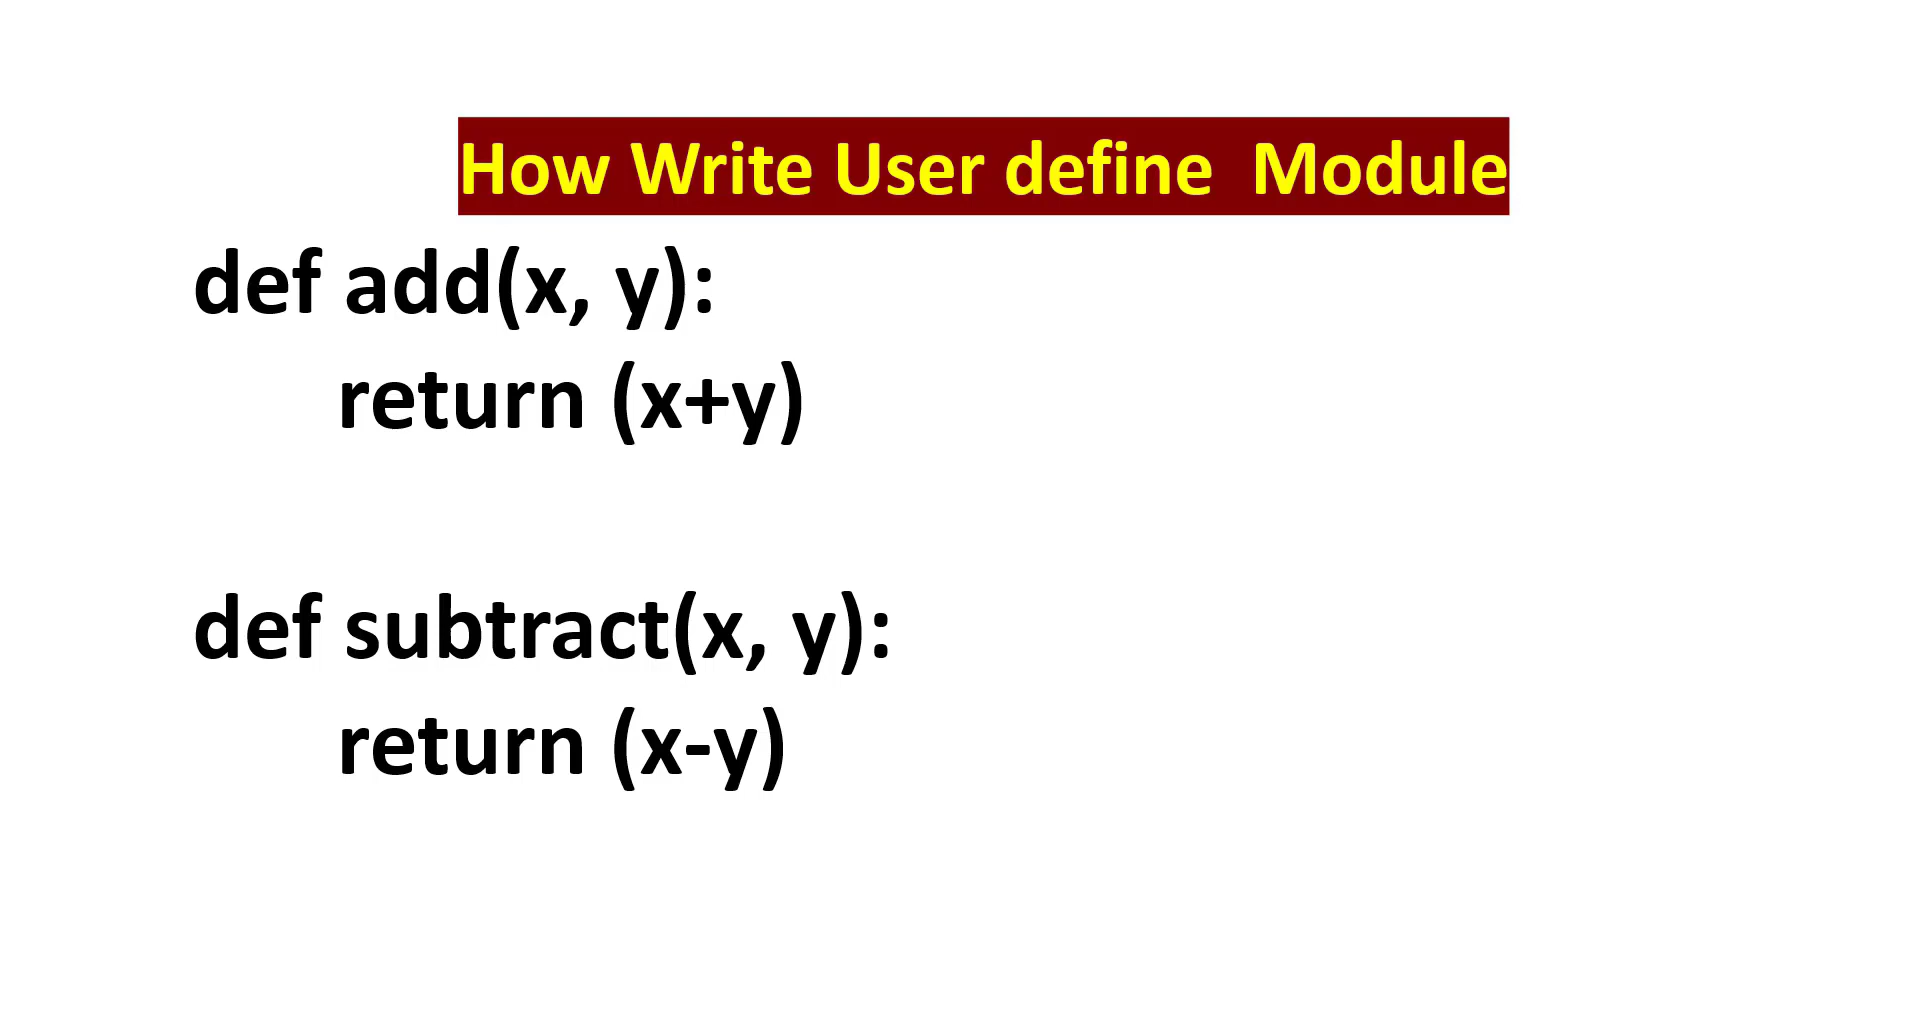 How Write User define  Module
def add(x, y):
return (x+y)
def subtract(x, y):
return (x-y)